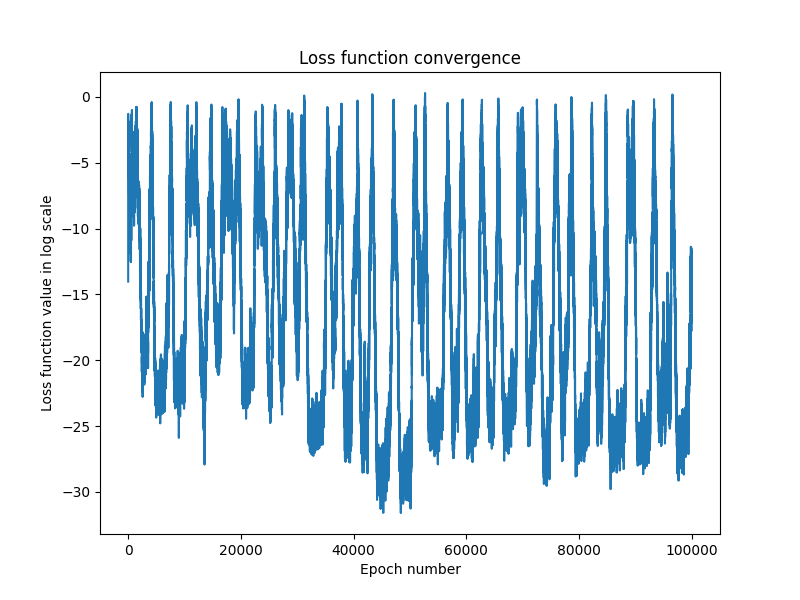 Loss function convergence
Loss function value in log scale
0
−5
−10
−15
−20
−25
−30
0 20000 40000 60000 80000 100000
Epoch number